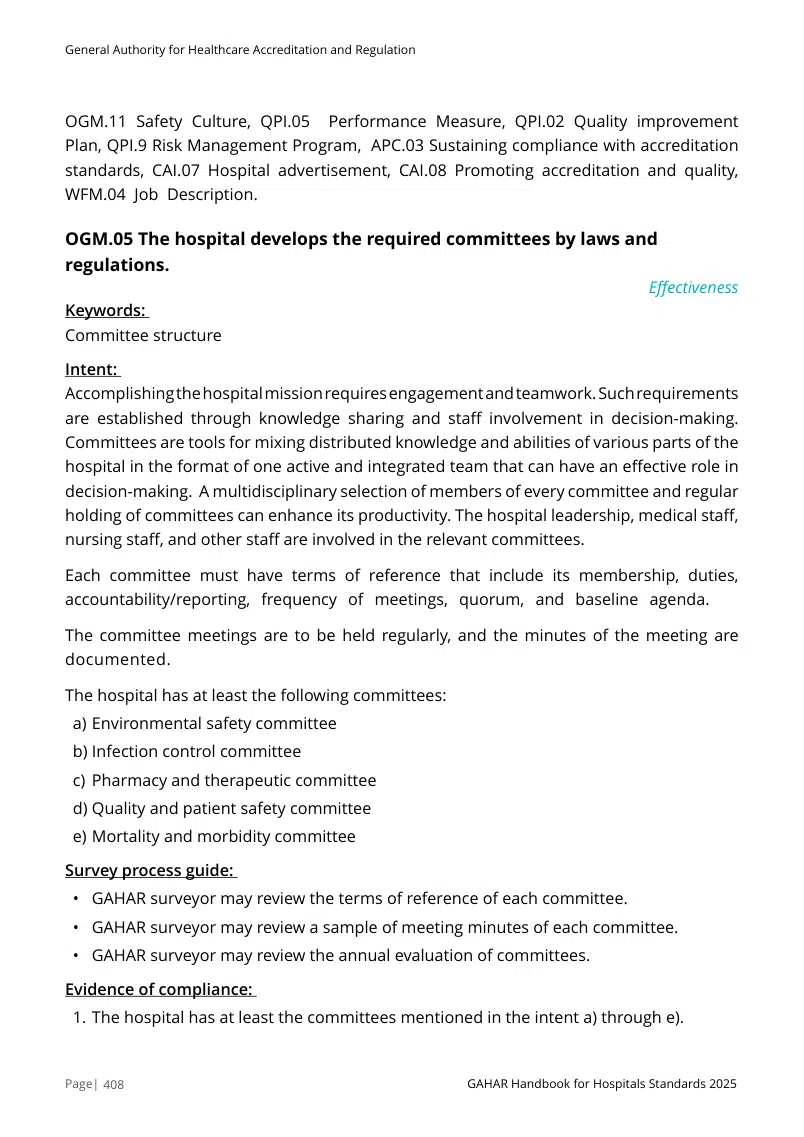 General Authority for Healthcare Accreditation and Regulation
OGM.11 Safety Culture, QPI.05 Performance Measure, QPI.02 Quality improvement
Plan, QPI.9 Risk Management Program, APC.03 Sustaining compliance with accreditation
standards, CAI.07 Hospital advertisement, CAI.08 Promoting accreditation and quality,
WFM.04 Job Description.
OGM.05 The hospital develops the required committees by laws and
regulations.
Effectiveness
Keywords:
Committee structure
Intent:
Accomplishing the hospital mission requires engagement and teamwork. Such requirements
are established through knowledge sharing and staff involvement in decision-making.
Committees are tools for mixing distributed knowledge and abilities of various parts of the
hospital in the format of one active and integrated team that can have an effective role in
decision-making. A multidisciplinary selection of members of every committee and regular
holding of committees can enhance its productivity. The hospital leadership, medical staff,
nursing staff, and other staff are involved in the relevant committees.
Each committee must have terms of reference that include its membership, duties,
accountability/reporting, frequency of meetings, quorum, and baseline agenda.
The committee meetings are to be held regularly, and the minutes of the meeting are
documented.
The hospital has at least the following committees:
a) Environmental safety committee
b) Infection control committee
c) Pharmacy and therapeutic committee
d) Quality and patient safety committee
e) Mortality and morbidity committee
Survey process guide:
• GAHAR surveyor may review the terms of reference of each committee.
• GAHAR surveyor may review a sample of meeting minutes of each committee.
• GAHAR surveyor may review the annual evaluation of committees.
Evidence of compliance:
1. The hospital has at least the committees mentioned in the intent a) through e).
Page| 408
GAHAR Handbook for Hospitals Standards 2025